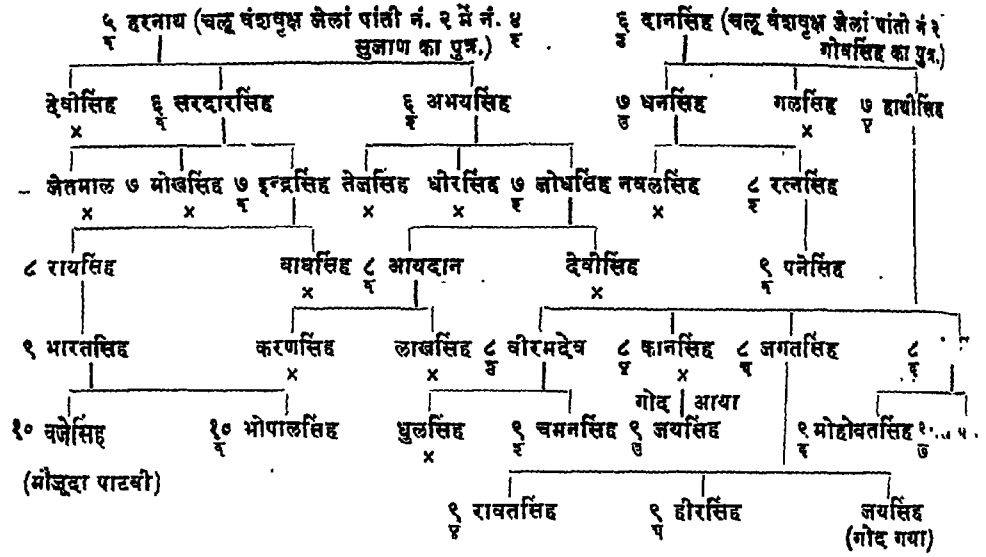 ५ हरनाथ (चलू वंशवृक्ष जेलां पांती नं. २ में नं. ४ ६ दानसिंह (चलू वंशवृक्ष जेलां पांती नं २
सुजाण का पुत्र.) गोपसिंह का पुत्र.)
देवीसिंह ६ सरदारसिंह ६ अभयसिंह ७ धनसिंह गलसिंह ७ हाथीसिंह
× × 
जेतमाल ७ मोखसिंह ७ इन्द्रसिंह तेजसिंह धीरसिंह ७ जोधसिंह नवलसिंह ८ रत्नसिंह
× × × × ×
८ रायसिंह वाघसिंह ८ आयदान देवीसिंह ९ पनेसिंह
× ×
९ भारतसिंह करणसिंह लाखसिंह ८ वीरमदेव ८ कानसिंह ८ जगतसिंह ८
× × ×
गोद आया
१० वजेसिंह १० भोपालसिंह धुलसिंह ९ चमनसिंह ९ जयसिंह ९ मोहोवतसिंह
×
(मौजूदा पाटवी)
९ रावतसिंह ९ हीरसिंह जयसिंह
(गोद गया)